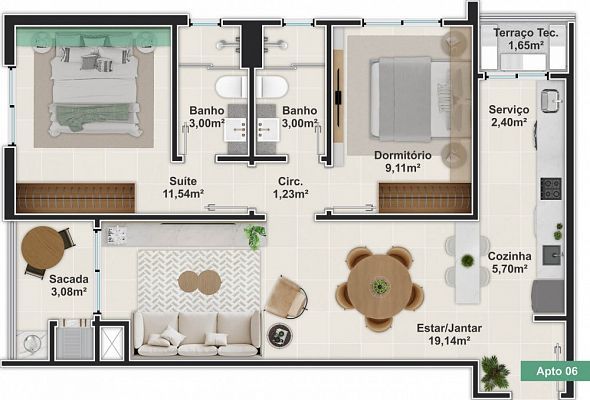 Terraço Tec.
1,65m²
Banho
3,00m²
Banho
3,00m²
Serviço
2,40m²
Dormitório
9,11m²
Suíte
11,54m²
Circ.
1,23m²
Cozinha
5,70m²
Sacada
3,08m²
Estar/Jantar
19,14m²
Apto 06